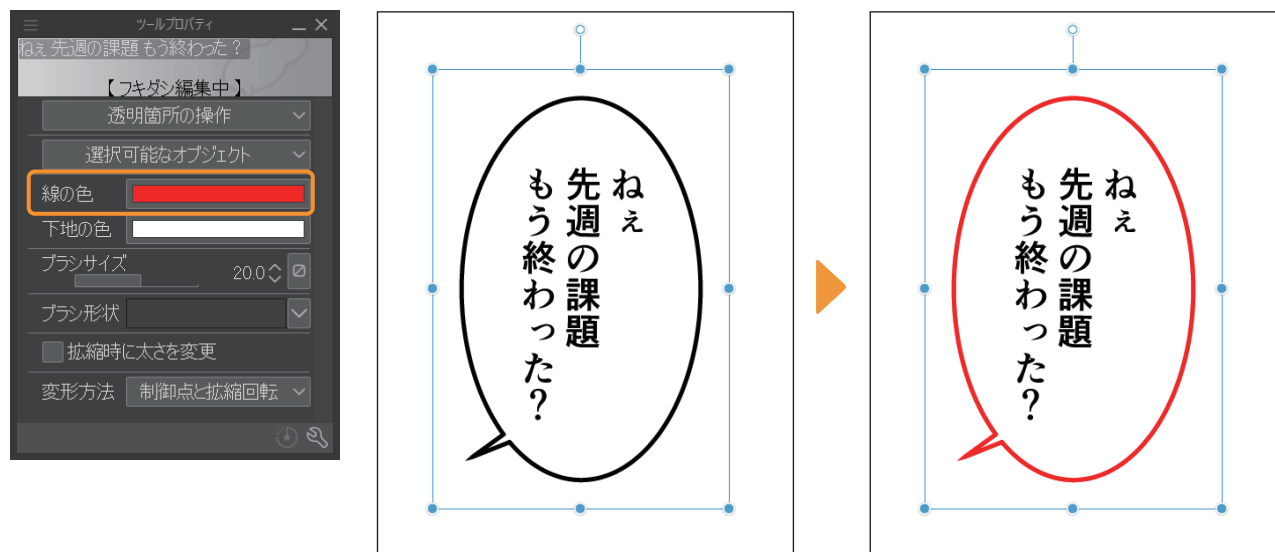 ツールプロパティ
ねぇ 先週の課題 もう終わった？
【 フキダシ編集中 】
透明箇所の操作
選択可能なオブジェクト
線の色
下地の色
ブラシサイズ
20.0
ブラシ形状
拡縮時に太さを変更
変形方法
制御点と拡縮回転
ねぇ
先週の課題
もう終わった？
ねぇ
先週の課題
もう終わった？